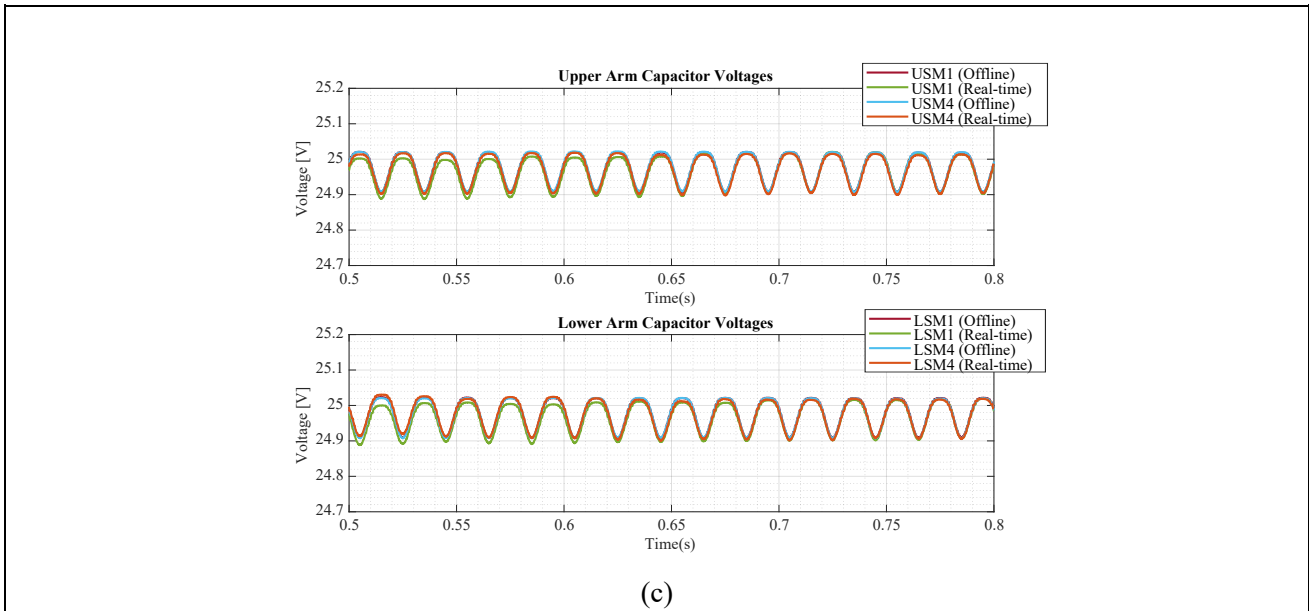 Upper Arm Capacitor Voltages
USM1 (Offline)
USM1 (Real-time)
USM4 (Offline)
USM4 (Real-time)
25.2
25.1
25
24.9
24.8
24.7
Voltage [V]
0.5 0.55 0.6 0.65 0.7 0.75 0.8
Time(s)
Lower Arm Capacitor Voltages
LSM1 (Offline)
LSM1 (Real-time)
LSM4 (Offline)
LSM4 (Real-time)
25.2
25.1
25
24.9
24.8
24.7
Voltage [V]
0.5 0.55 0.6 0.65 0.7 0.75 0.8
Time(s)
(c)